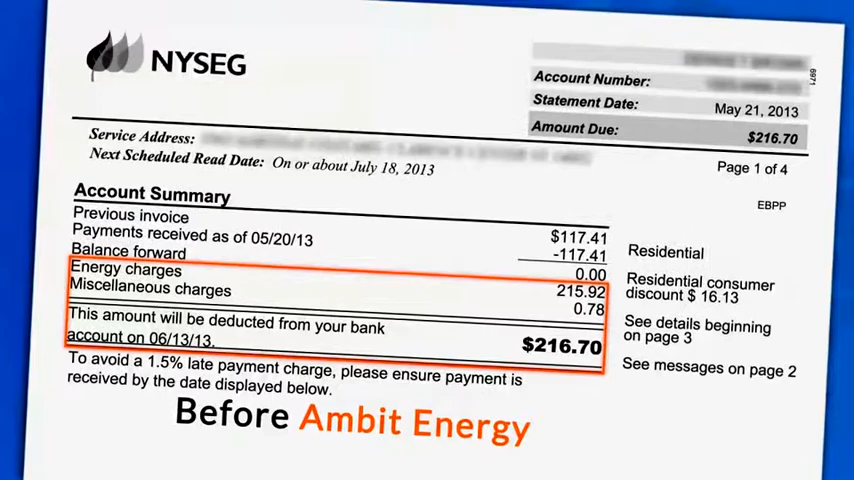 NYSEG
Account Number:
Statement Date: May 21, 2013
Amount Due: $216.70
6971
Service Address:
Next Scheduled Read Date: On or about July 18, 2013
Page 1 of 4
EBPP
Account Summary
Previous invoice $117.41
Payments received as of 05/20/13 -117.41
Balance forward 0.00
Energy charges 215.92
Miscellaneous charges 0.78
This amount will be deducted from your bank
account on 06/13/13. $216.70
To avoid a 1.5% late payment charge, please ensure payment is
received by the date displayed below.
Residential
Residential consumer
discount $ 16.13
See details beginning
on page 3
See messages on page 2
Before Ambit Energy